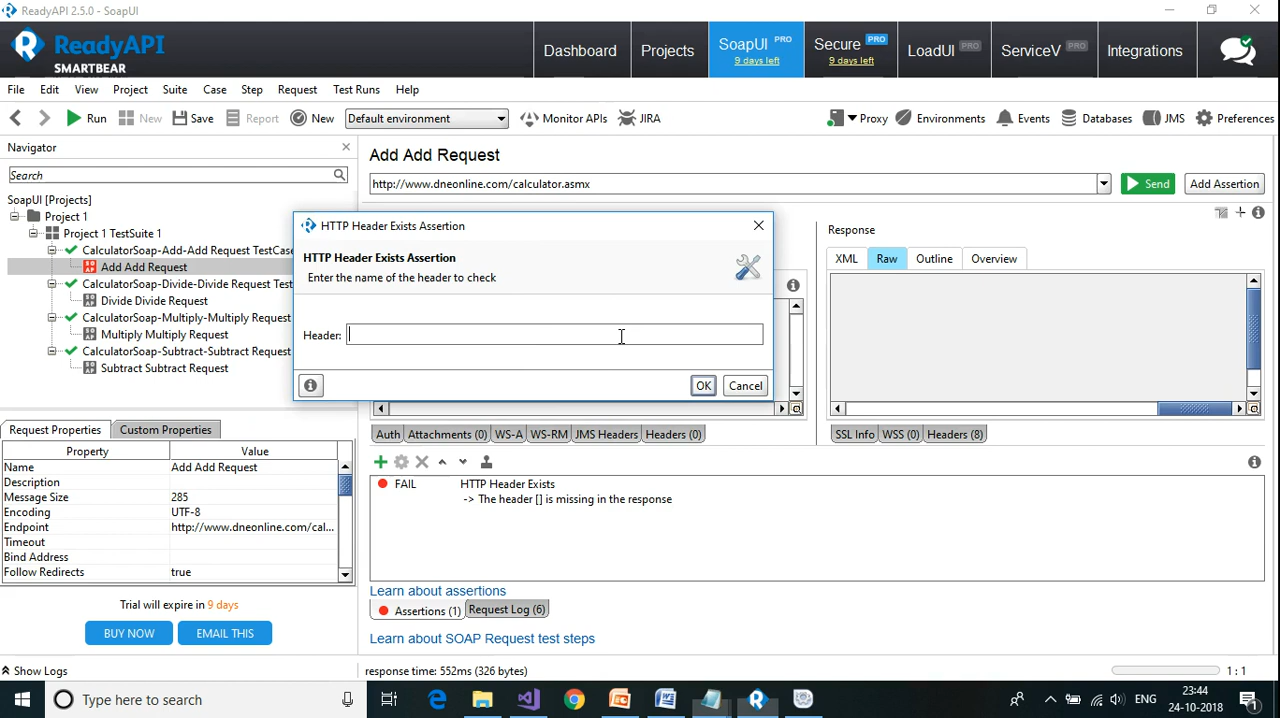 ReadyAPI 2.5.0 - SoapUI
ReadyAPI
SMARTBEAR
Dashboard
Projects
SoapUI PRO
9 days left
Secure PRO
9 days left
LoadUI PRO
ServiceV PRO
Integrations
File Edit View Project Suite Case Step Request Test Runs Help
Run New Save Report New Default environment Monitor APIs JIRA Proxy Environments Events Databases JMS Preferences
Navigator
Search
SoapUI [Projects]
Project 1
Project 1 TestSuite 1
CalculatorSoap-Add-Add Request TestCase
Add Add Request
CalculatorSoap-Divide-Divide Request Test
Divide Divide Request
CalculatorSoap-Multiply-Multiply Request
Multiply Multiply Request
CalculatorSoap-Subtract-Subtract Request
Subtract Subtract Request
Request Properties Custom Properties
Property Value
Name Add Add Request
Description
Message Size 285
Encoding UTF-8
Endpoint http://www.dneonline.com/cal...
Timeout
Bind Address
Follow Redirects true
Trial will expire in 9 days
BUY NOW EMAIL THIS
Show Logs
Add Add Request
http://www.dneonline.com/calculator.asmx
Send Add Assertion
HTTP Header Exists Assertion
HTTP Header Exists Assertion
Enter the name of the header to check
Header:
OK Cancel
Response
XML Raw Outline Overview
Auth Attachments (0) WS-A WS-RM JMS Headers Headers (0)
SSL Info WSS (0) Headers (8)
FAIL HTTP Header Exists
-> The header [] is missing in the response
Learn about assertions
Assertions (1) Request Log (6)
Learn about SOAP Request test steps
response time: 552ms (326 bytes)
1 : 1
Type here to search
ENG
23:44
24-10-2018
1